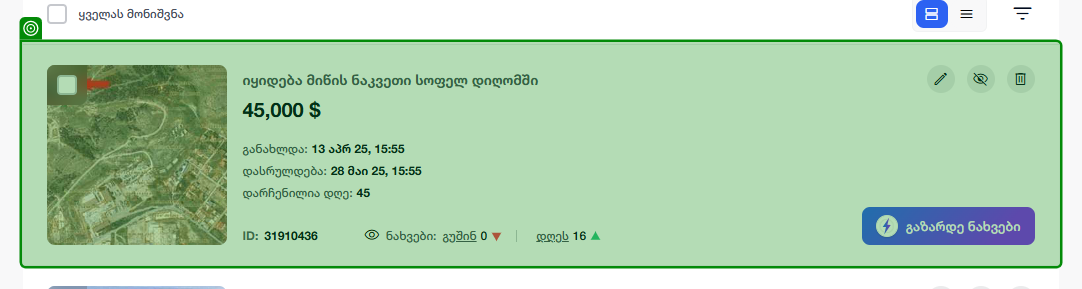 ყველას მონიშვნა
იყიდება მიწის ნაკვეთი სოფელ დიღომში
45,000 $
განახლდა: 13 აპრ 25, 15:55
დასრულდება: 28 მაი 25, 15:55
დარჩენილია დღე: 45
ID: 31910436 ნახვები: გუშინ 0 დღეს 16
გაზარდე ნახვები